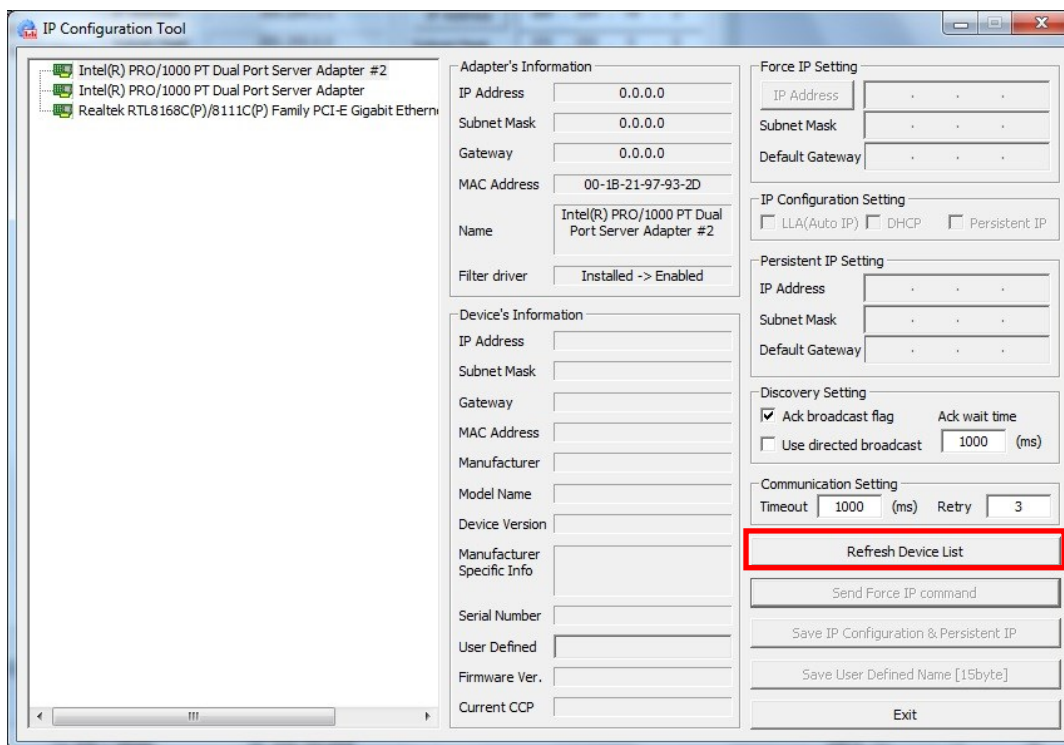 IP Configuration Tool
Intel(R) PRO/1000 PT Dual Port Server Adapter #2
Intel(R) PRO/1000 PT Dual Port Server Adapter
Realtek RTL8168C(P)/8111C(P) Family PCI-E Gigabit Ethern
Adapter's Information
IP Address 0.0.0.0
Subnet Mask 0.0.0.0
Gateway 0.0.0.0
MAC Address 00-1B-21-97-93-2D
Name Intel(R) PRO/1000 PT Dual
Port Server Adapter #2
Filter driver Installed -> Enabled
Device's Information
IP Address
Subnet Mask
Gateway
MAC Address
Manufacturer
Model Name
Device Version
Manufacturer
Specific Info
Serial Number
User Defined
Firmware Ver.
Current CCP
Force IP Setting
IP Address . . .
Subnet Mask . . .
Default Gateway . . .
IP Configuration Setting
LLA(Auto IP) DHCP Persistent IP
Persistent IP Setting
IP Address . . .
Subnet Mask . . .
Default Gateway . . .
Discovery Setting
Ack broadcast flag Ack wait time
Use directed broadcast 1000 (ms)
Communication Setting
Timeout 1000 (ms) Retry 3
Refresh Device List
Send Force IP command
Save IP Configuration & Persistent IP
Save User Defined Name [15byte]
Exit